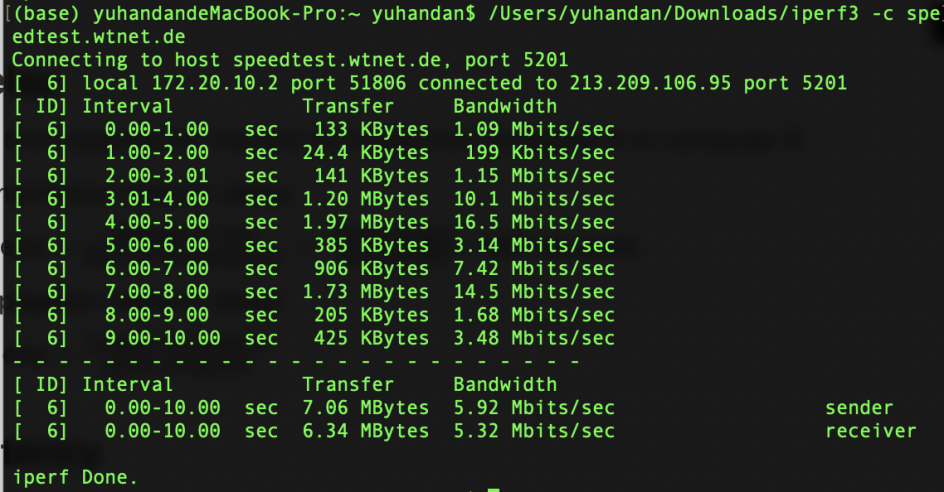 [(base) yuhandandeMacBook-Pro:~ yuhandan$ /Users/yuhandan/Downloads/iperf3 -c spe
edtest.wtnet.de
Connecting to host speedtest.wtnet.de, port 5201
[  6] local 172.20.10.2 port 51806 connected to 213.209.106.95 port 5201
[ ID] Interval           Transfer     Bandwidth
[  6]   0.00-1.00   sec   133 KBytes  1.09 Mbits/sec
[  6]   1.00-2.00   sec  24.4 KBytes   199 Kbits/sec
[  6]   2.00-3.01   sec   141 KBytes  1.15 Mbits/sec
[  6]   3.01-4.00   sec  1.20 MBytes  10.1 Mbits/sec
[  6]   4.00-5.00   sec  1.97 MBytes  16.5 Mbits/sec
[  6]   5.00-6.00   sec   385 KBytes  3.14 Mbits/sec
[  6]   6.00-7.00   sec   906 KBytes  7.42 Mbits/sec
[  6]   7.00-8.00   sec  1.73 MBytes  14.5 Mbits/sec
[  6]   8.00-9.00   sec   205 KBytes  1.68 Mbits/sec
[  6]   9.00-10.00  sec   425 KBytes  3.48 Mbits/sec
- - - - - - - - - - - - - - - - - - - - - - - - -
[ ID] Interval           Transfer     Bandwidth
[  6]   0.00-10.00  sec  7.06 MBytes  5.92 Mbits/sec                  sender
[  6]   0.00-10.00  sec  6.34 MBytes  5.32 Mbits/sec                  receiver
iperf Done.